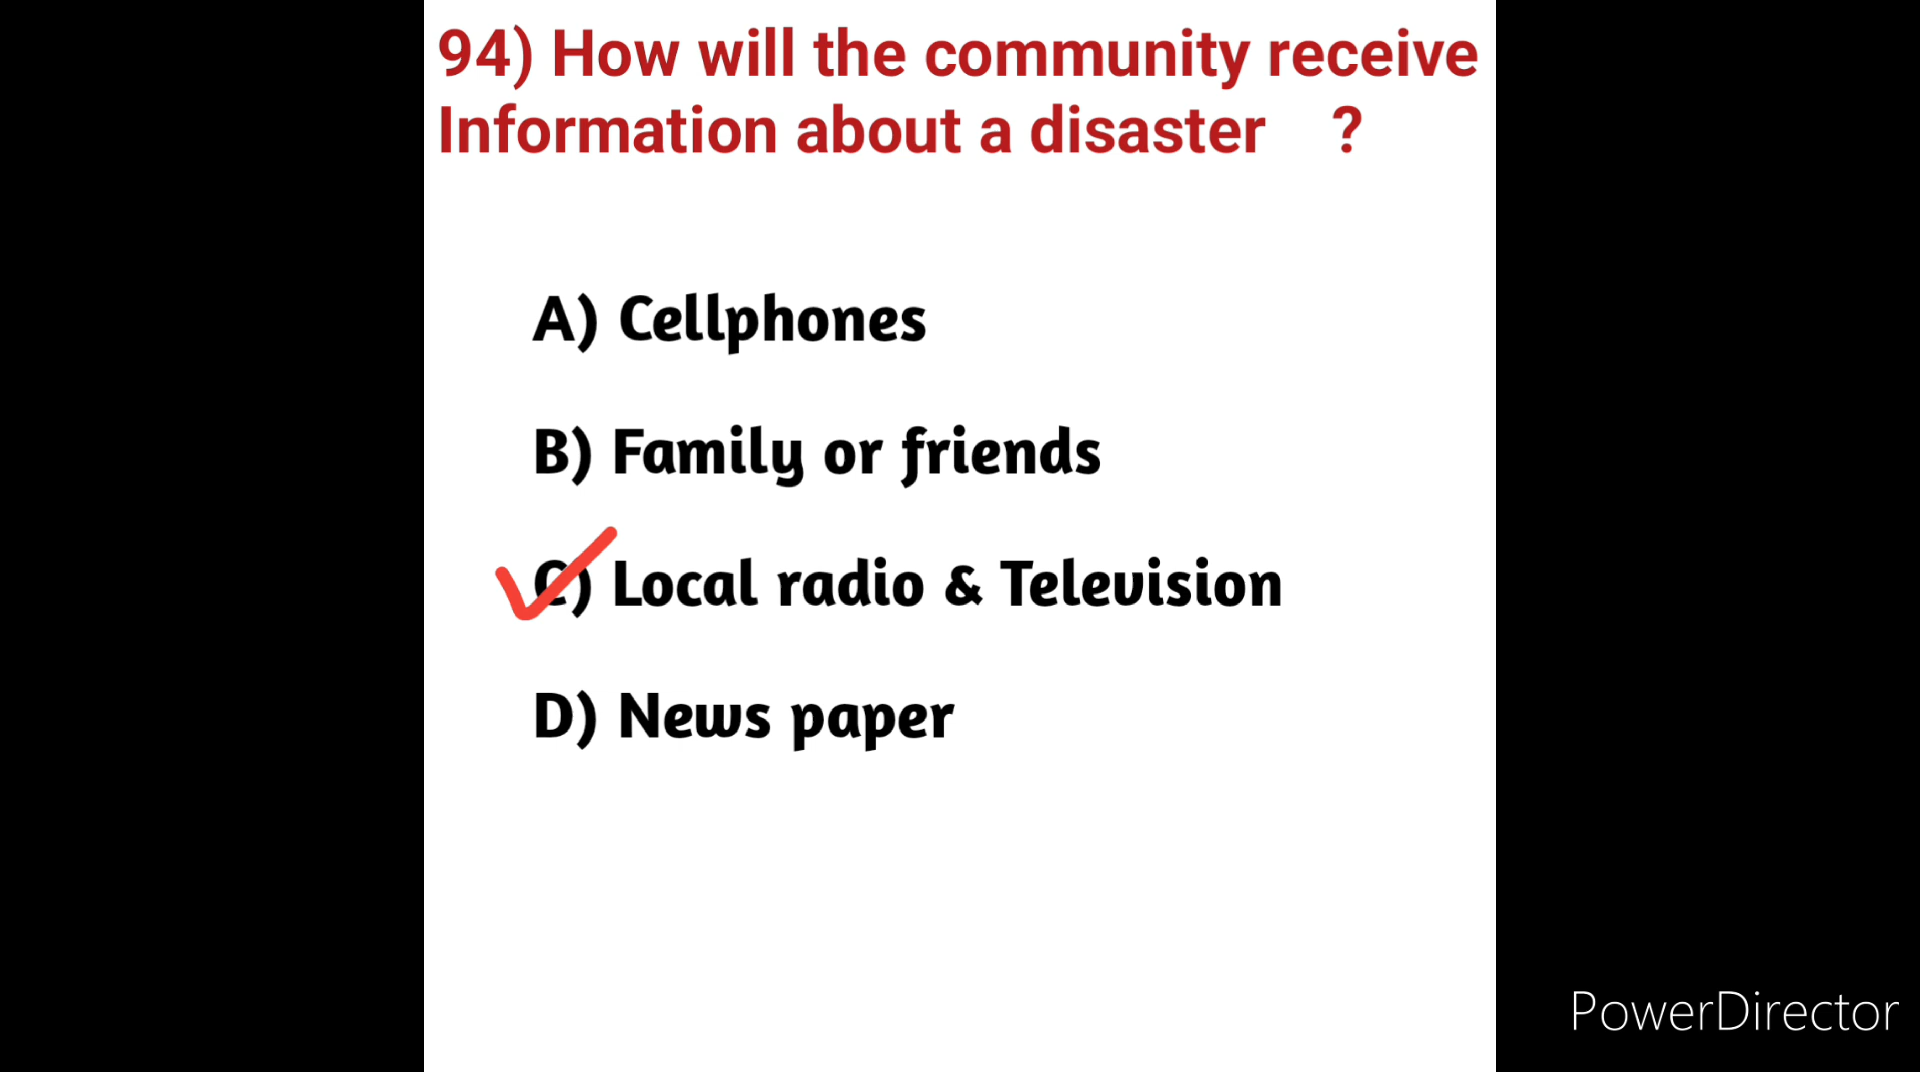 94) How will the community receive
Information about a disaster ?
A) Cellphones
B) Family or friends
C) Local radio & Television
D) News paper
PowerDirector